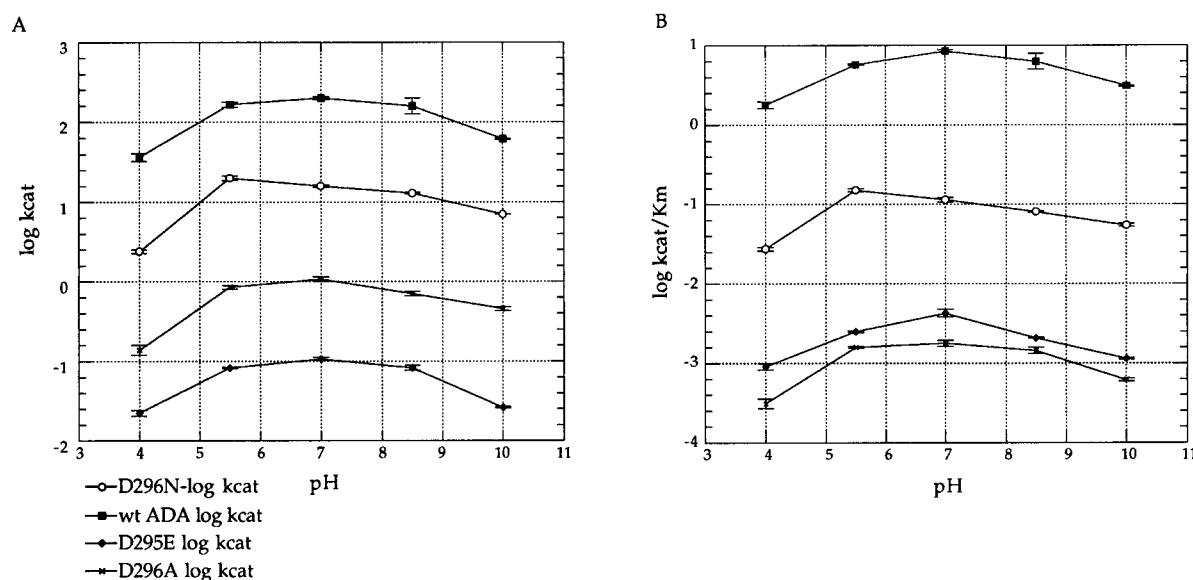 A
3
2
1
0
-1
-2
log kcat
3 4 5 6 7 8 9 10 11
pH
D296N-log kcat
wt ADA log kcat
D295E log kcat
D296A log kcat
B
1
0
-1
-2
-3
-4
log kcat/Km
3 4 5 6 7 8 9 10 11
pH